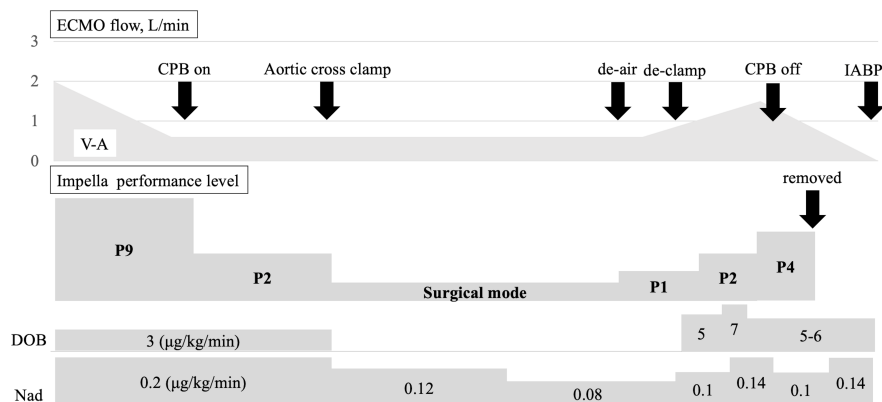 ECMO flow, L/min
3
CPB on Aortic cross clamp de-air de-clamp CPB off IABP
2
1
V-A
0
Impella performance level
removed
P9 P2 Surgical mode P1 P2 P4
DOB 3 (μg/kg/min) 5 7 5-6
Nad 0.2 (μg/kg/min) 0.12 0.08 0.1 0.14 0.1 0.14